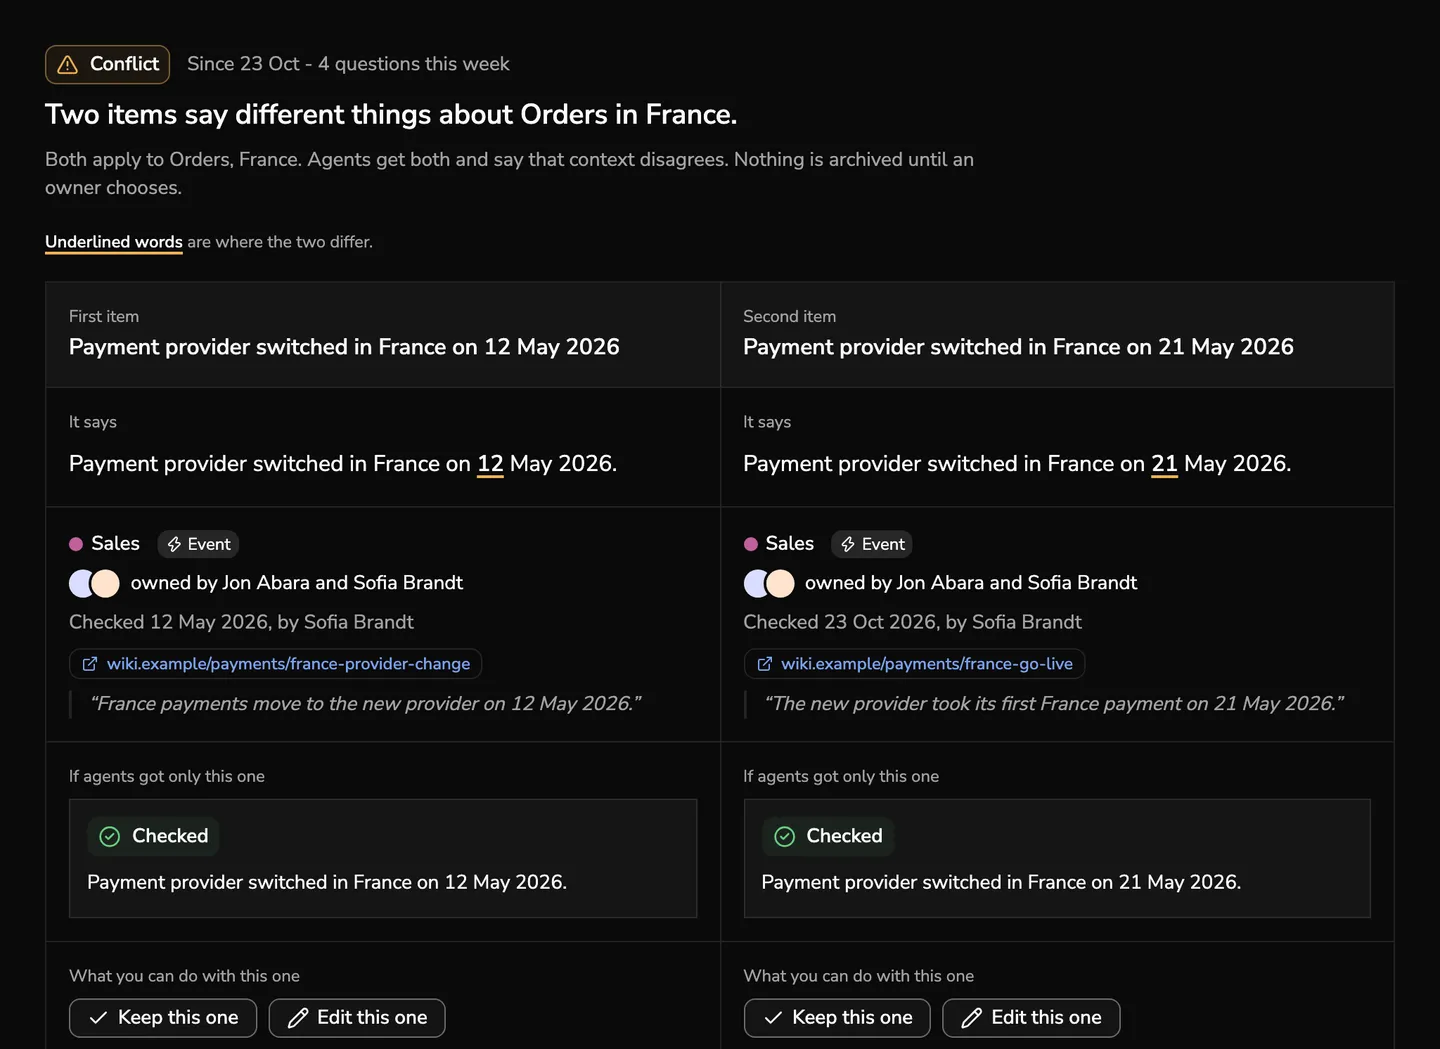 Conflict Since 23 Oct - 4 questions this week
Two items say different things about Orders in France.
Both apply to Orders, France. Agents get both and say that context disagrees. Nothing is archived until an
owner chooses.
Underlined words are where the two differ.
First item
Payment provider switched in France on 12 May 2026
Second item
Payment provider switched in France on 21 May 2026
It says
Payment provider switched in France on 12 May 2026.
It says
Payment provider switched in France on 21 May 2026.
Sales Event
owned by Jon Abara and Sofia Brandt
Checked 12 May 2026, by Sofia Brandt
wiki.example/payments/france-provider-change
“France payments move to the new provider on 12 May 2026.”
Sales Event
owned by Jon Abara and Sofia Brandt
Checked 23 Oct 2026, by Sofia Brandt
wiki.example/payments/france-go-live
“The new provider took its first France payment on 21 May 2026.”
If agents got only this one
Checked
Payment provider switched in France on 12 May 2026.
If agents got only this one
Checked
Payment provider switched in France on 21 May 2026.
What you can do with this one
Keep this one Edit this one
What you can do with this one
Keep this one Edit this one